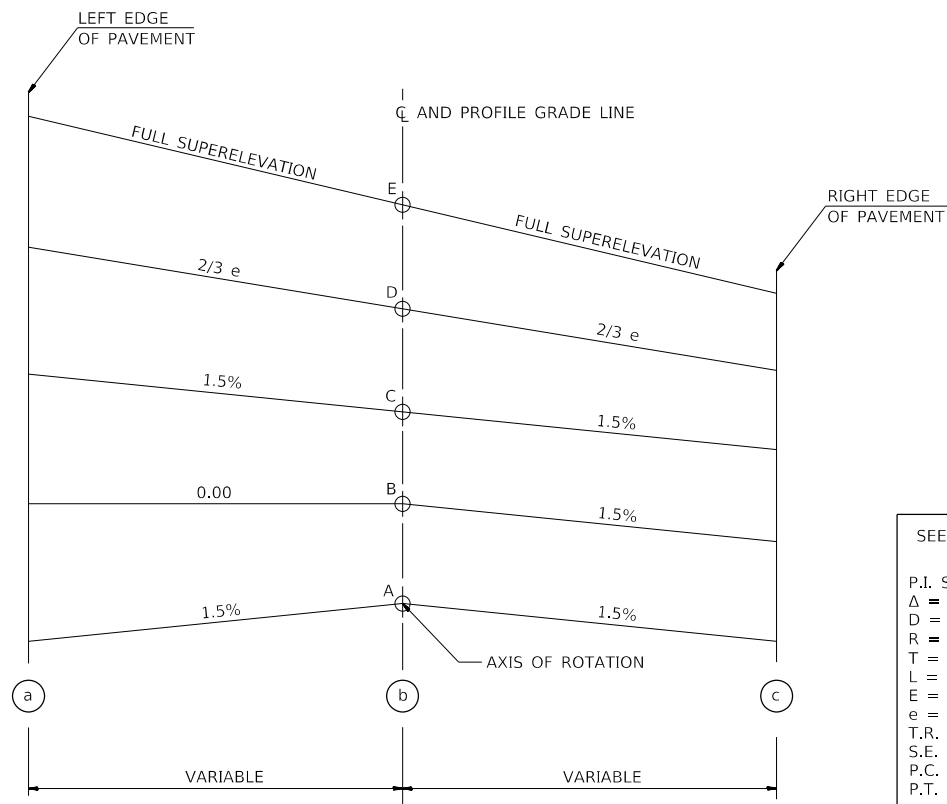 LEFT EDGE
OF PAVEMENT
℄ AND PROFILE GRADE LINE
FULL SUPERELEVATION
E
FULL SUPERELEVATION
RIGHT EDGE
OF PAVEMENT
2/3 e
D
2/3 e
1.5%
C
1.5%
0.00
B
1.5%
A
1.5%
1.5%
AXIS OF ROTATION
a
b
c
VARIABLE
VARIABLE
SEE
P.I. S
Δ =
D =
R =
T =
L =
E =
e =
T.R.
S.E.
P.C.
P.T.